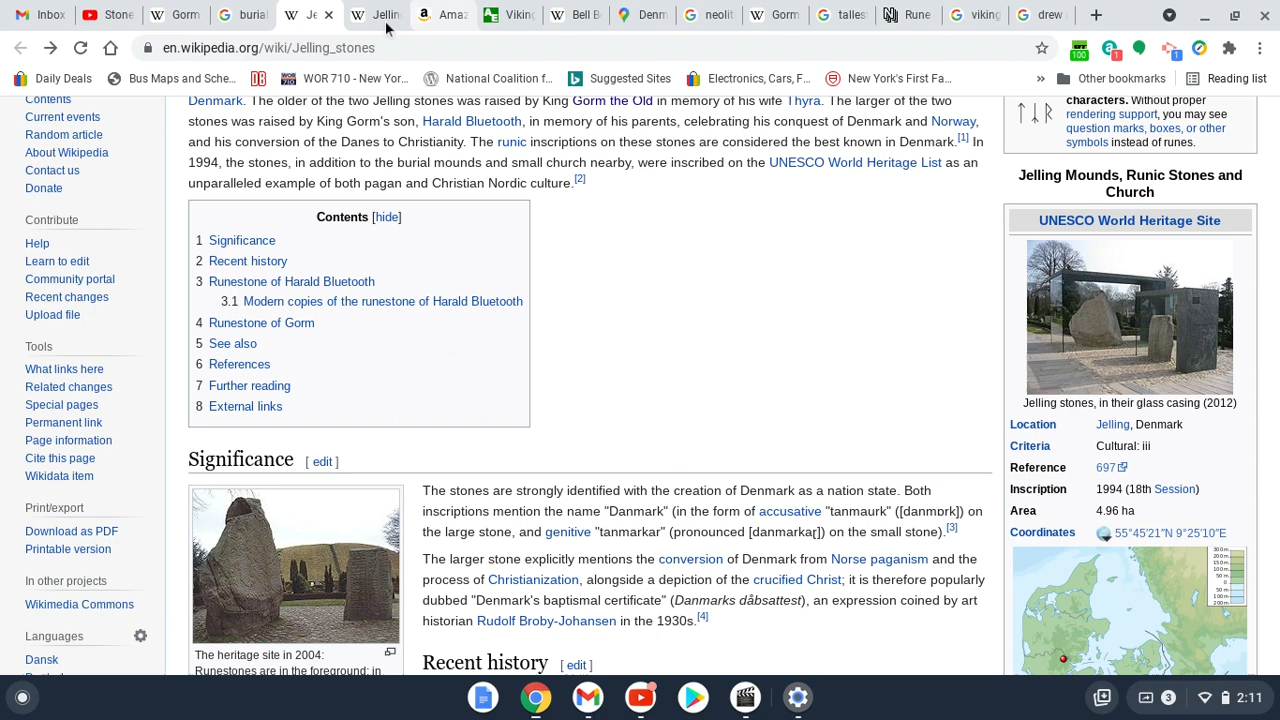 Inbox
Stone
Gorm
burial
Je
Jellin
Amaz
Vikin
Bell B
Denm
neolit
Gorm
talles
Rune
viking
drew
en.wikipedia.org/wiki/Jelling_stones
100
1
1
Daily Deals
Bus Maps and Sche...
WOR 710 - New Yor...
National Coalition f...
Suggested Sites
Electronics, Cars, F...
New York's First Fa...
»
Other bookmarks
Reading list
Contents
Current events
Random article
About Wikipedia
Contact us
Donate
Contribute
Help
Learn to edit
Community portal
Recent changes
Upload file
Tools
What links here
Related changes
Special pages
Permanent link
Page information
Cite this page
Wikidata item
Print/export
Download as PDF
Printable version
In other projects
Wikimedia Commons
Languages
Dansk
Denmark. The older of the two Jelling stones was raised by King Gorm the Old in memory of his wife Thyra. The larger of the two
stones was raised by King Gorm's son, Harald Bluetooth, in memory of his parents, celebrating his conquest of Denmark and Norway,
and his conversion of the Danes to Christianity. The runic inscriptions on these stones are considered the best known in Denmark.[1] In
1994, the stones, in addition to the burial mounds and small church nearby, were inscribed on the UNESCO World Heritage List as an
unparalleled example of both pagan and Christian Nordic culture.[2]
Contents [hide]
1 Significance
2 Recent history
3 Runestone of Harald Bluetooth
3.1 Modern copies of the runestone of Harald Bluetooth
4 Runestone of Gorm
5 See also
6 References
7 Further reading
8 External links
Significance [ edit ]
The stones are strongly identified with the creation of Denmark as a nation state. Both
inscriptions mention the name "Danmark" (in the form of accusative "tanmaurk" ([danmɒrk]) on
the large stone, and genitive "tanmarkar" (pronounced [danmarkaɽ]) on the small stone).[3]
The larger stone explicitly mentions the conversion of Denmark from Norse paganism and the
process of Christianization, alongside a depiction of the crucified Christ; it is therefore popularly
dubbed "Denmark's baptismal certificate" (Danmarks dåbsattest), an expression coined by art
historian Rudolf Broby-Johansen in the 1930s.[4]
The heritage site in 2004:
Runestones are in the foreground; in
Recent history [ edit ]
ᛏᛁᚱ
characters. Without proper
rendering support, you may see
question marks, boxes, or other
symbols instead of runes.
Jelling Mounds, Runic Stones and
Church
UNESCO World Heritage Site
Jelling stones, in their glass casing (2012)
Location Jelling, Denmark
Criteria Cultural: iii
Reference 697
Inscription 1994 (18th Session)
Area 4.96 ha
Coordinates 55°45′21″N 9°25′10″E
3
2:11